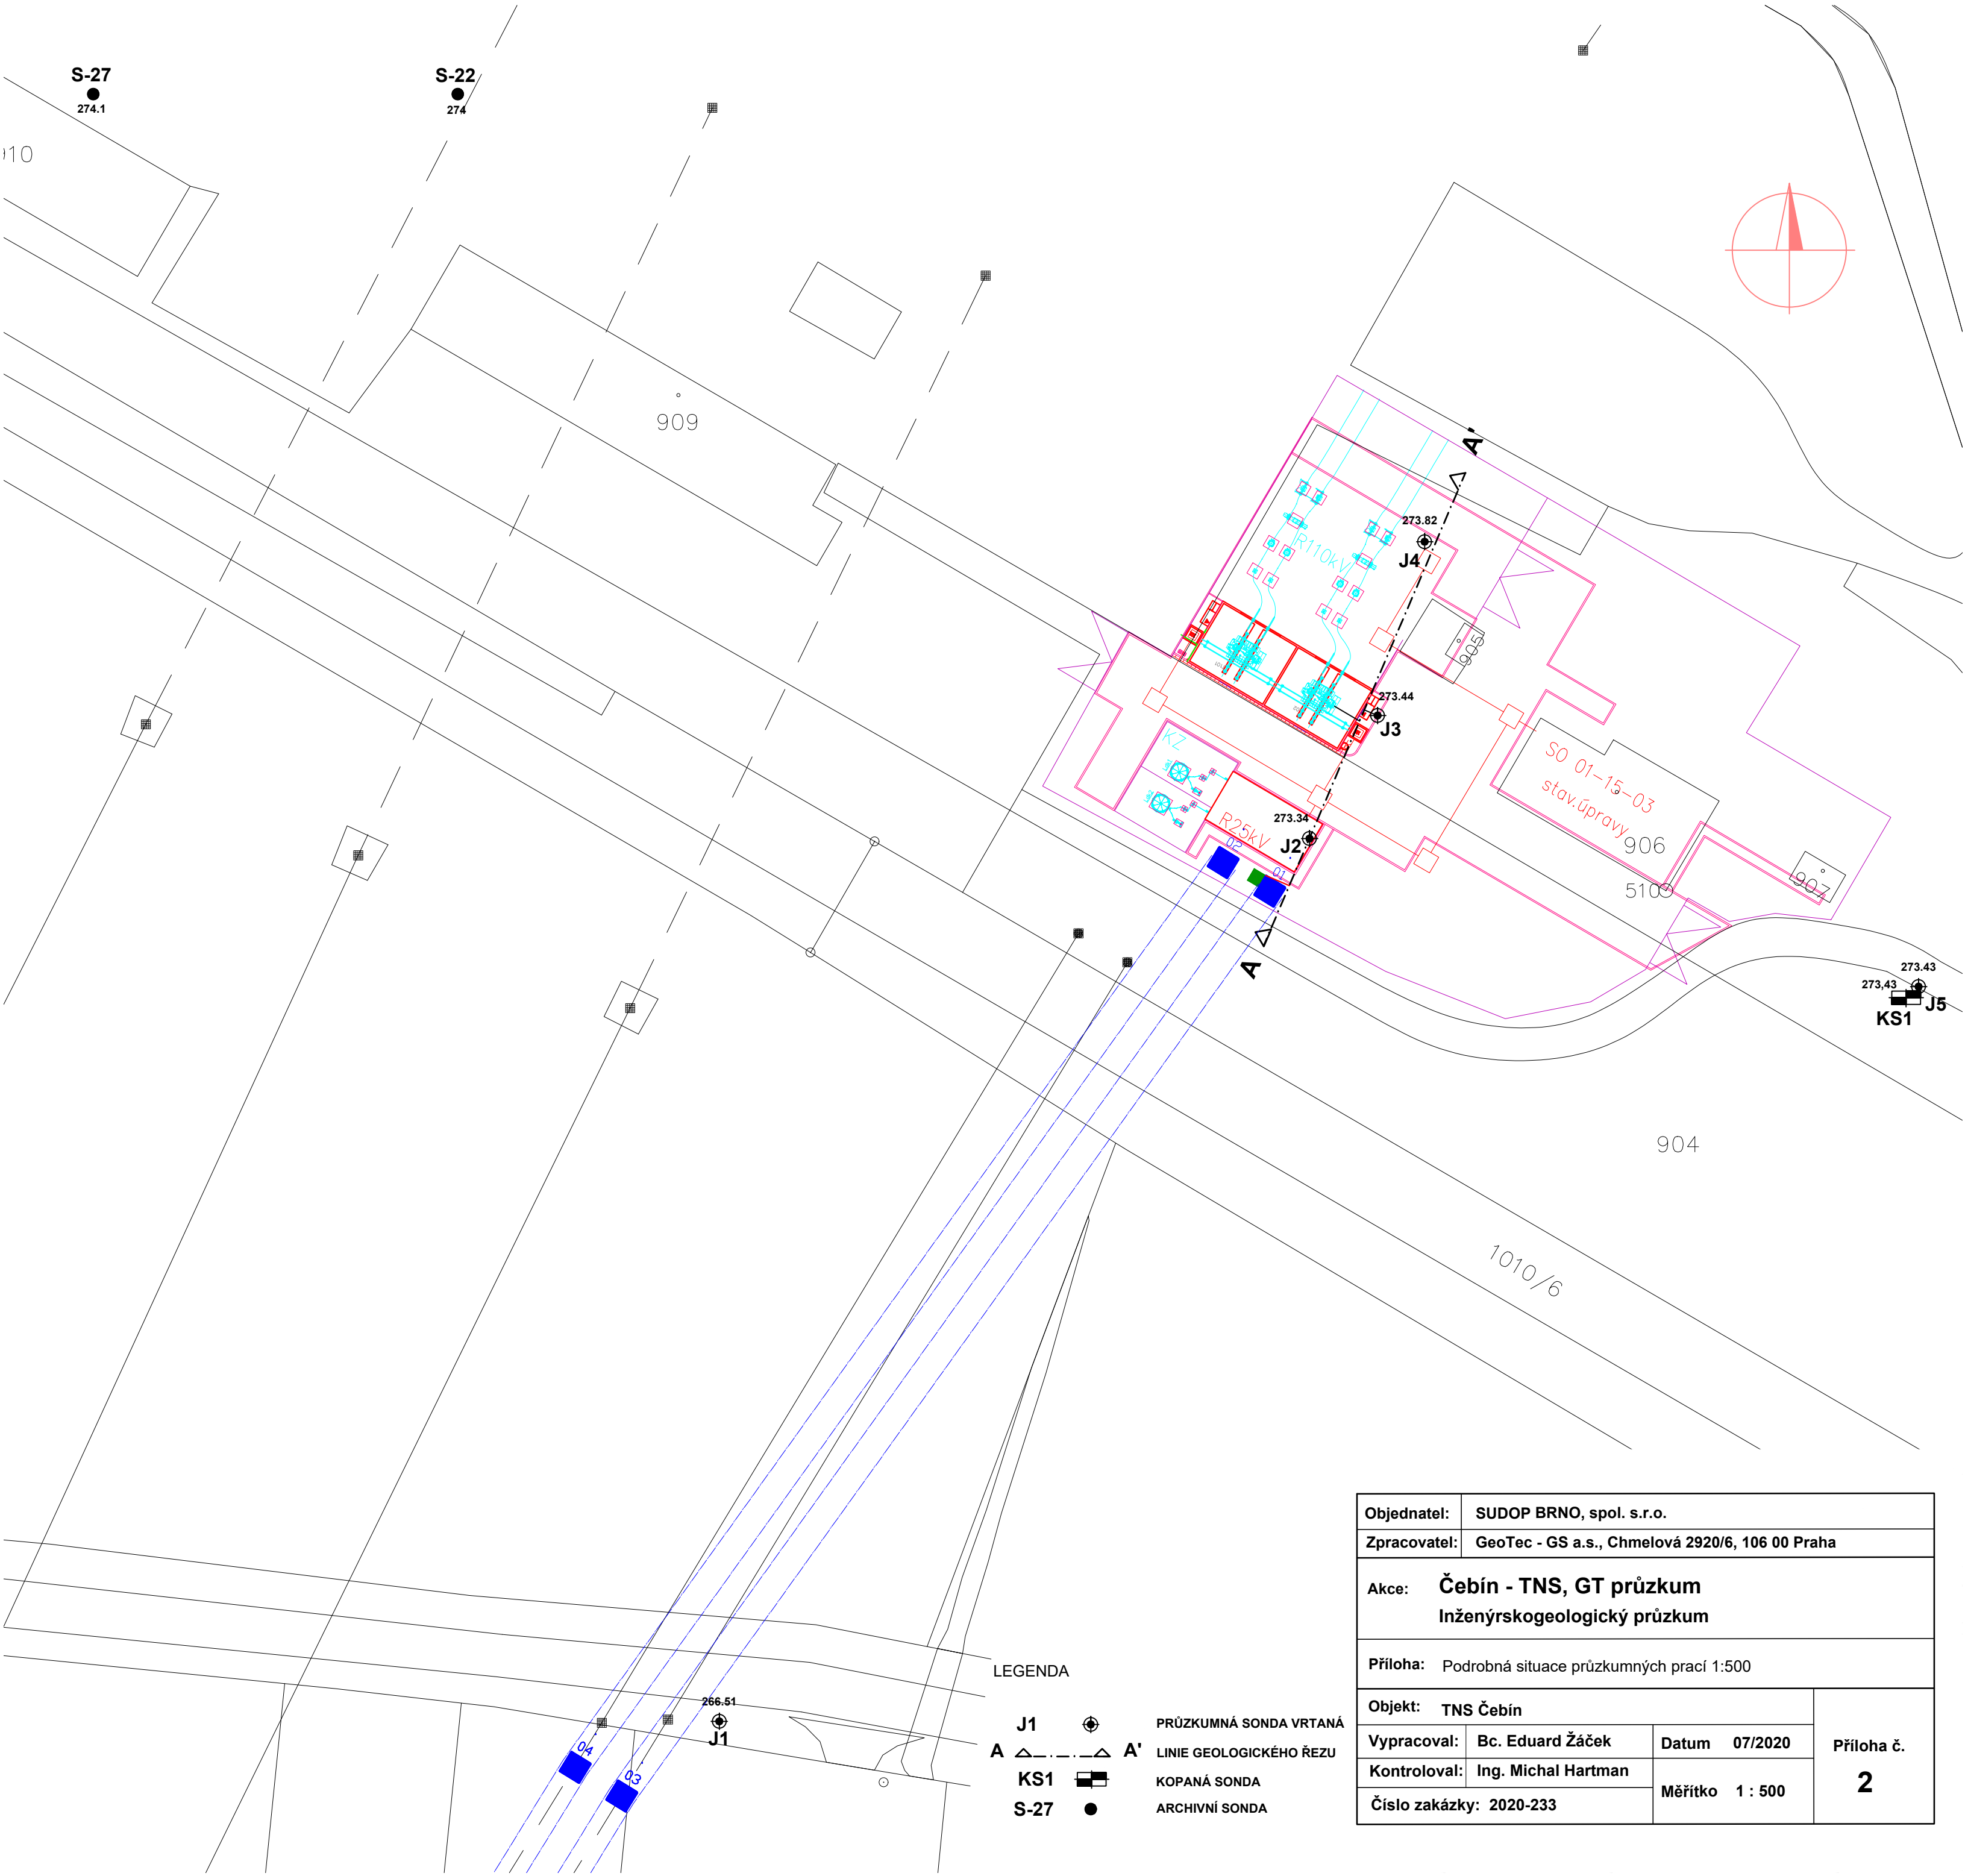 S-27
274.1
S-22
274
910
909
A'
273.82
J4
R110kV
905
273.44
J3
KZ
SO 01-15-03
stav.úpravy
R25kV
273.34
J2
02
01
906
5100
907
A
273.43
273,43
J5
KS1
904
1010/6
266.51
J1
04
03
LEGENDA
J1 PRŮZKUMNÁ SONDA VRTANÁ
A A' LINIE GEOLOGICKÉHO ŘEZU
KS1 KOPANÁ SONDA
S-27 ARCHIVNÍ SONDA
Objednatel: SUDOP BRNO, spol. s.r.o.
Zpracovatel: GeoTec - GS a.s., Chmelová 2920/6, 106 00 Praha
Akce: Čebín - TNS, GT průzkum
Inženýrskogeologický průzkum
Příloha: Podrobná situace průzkumných prací 1:500
Objekt: TNS Čebín
Vypracoval: Bc. Eduard Žáček Datum 07/2020
Kontroloval: Ing. Michal Hartman
Měřítko 1 : 500
Číslo zakázky: 2020-233
Příloha č.
2